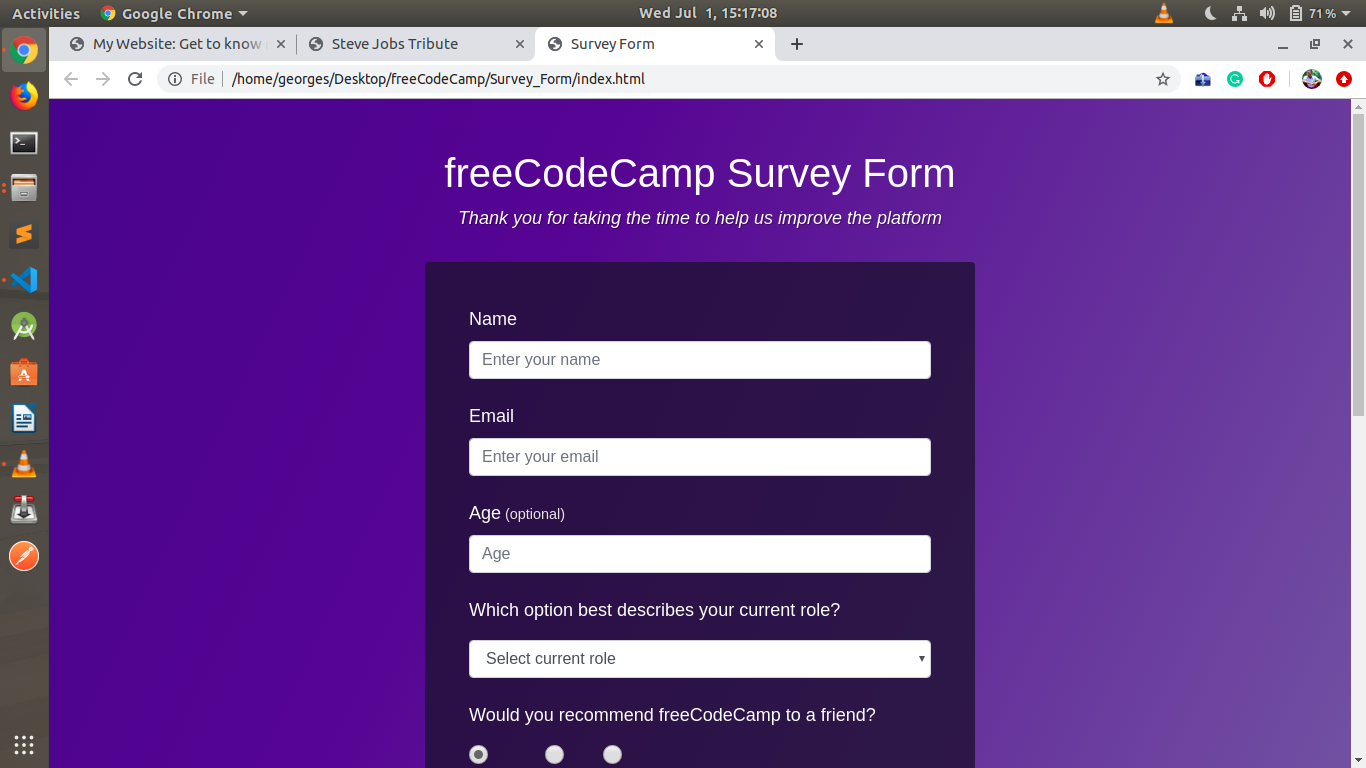 Activities Google Chrome Wed Jul 1, 15:17:08 71%
My Website: Get to know Steve Jobs Tribute Survey Form
File /home/georges/Desktop/freeCodeCamp/Survey_Form/index.html
freeCodeCamp Survey Form
Thank you for taking the time to help us improve the platform
Name
Enter your name
Email
Enter your email
Age (optional)
Age
Which option best describes your current role?
Select current role
Would you recommend freeCodeCamp to a friend?